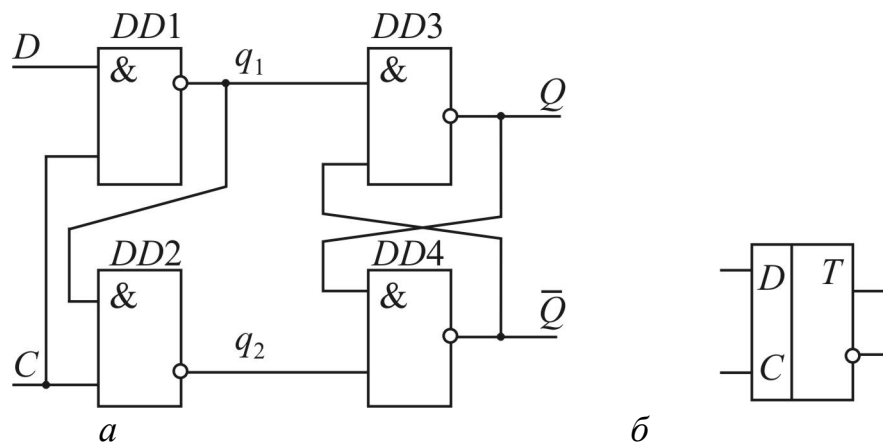 DD1 DD3
D & q₁ & Q
DD2 DD4
& & Q̄
D T
C q₂ C
а б